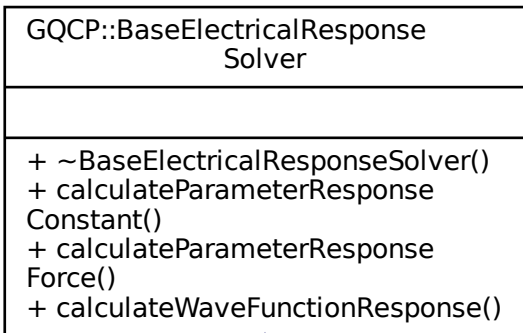 GQCP::BaseElectricalResponse
Solver
+ ~BaseElectricalResponseSolver()
+ calculateParameterResponse
Constant()
+ calculateParameterResponse
Force()
+ calculateWaveFunctionResponse()